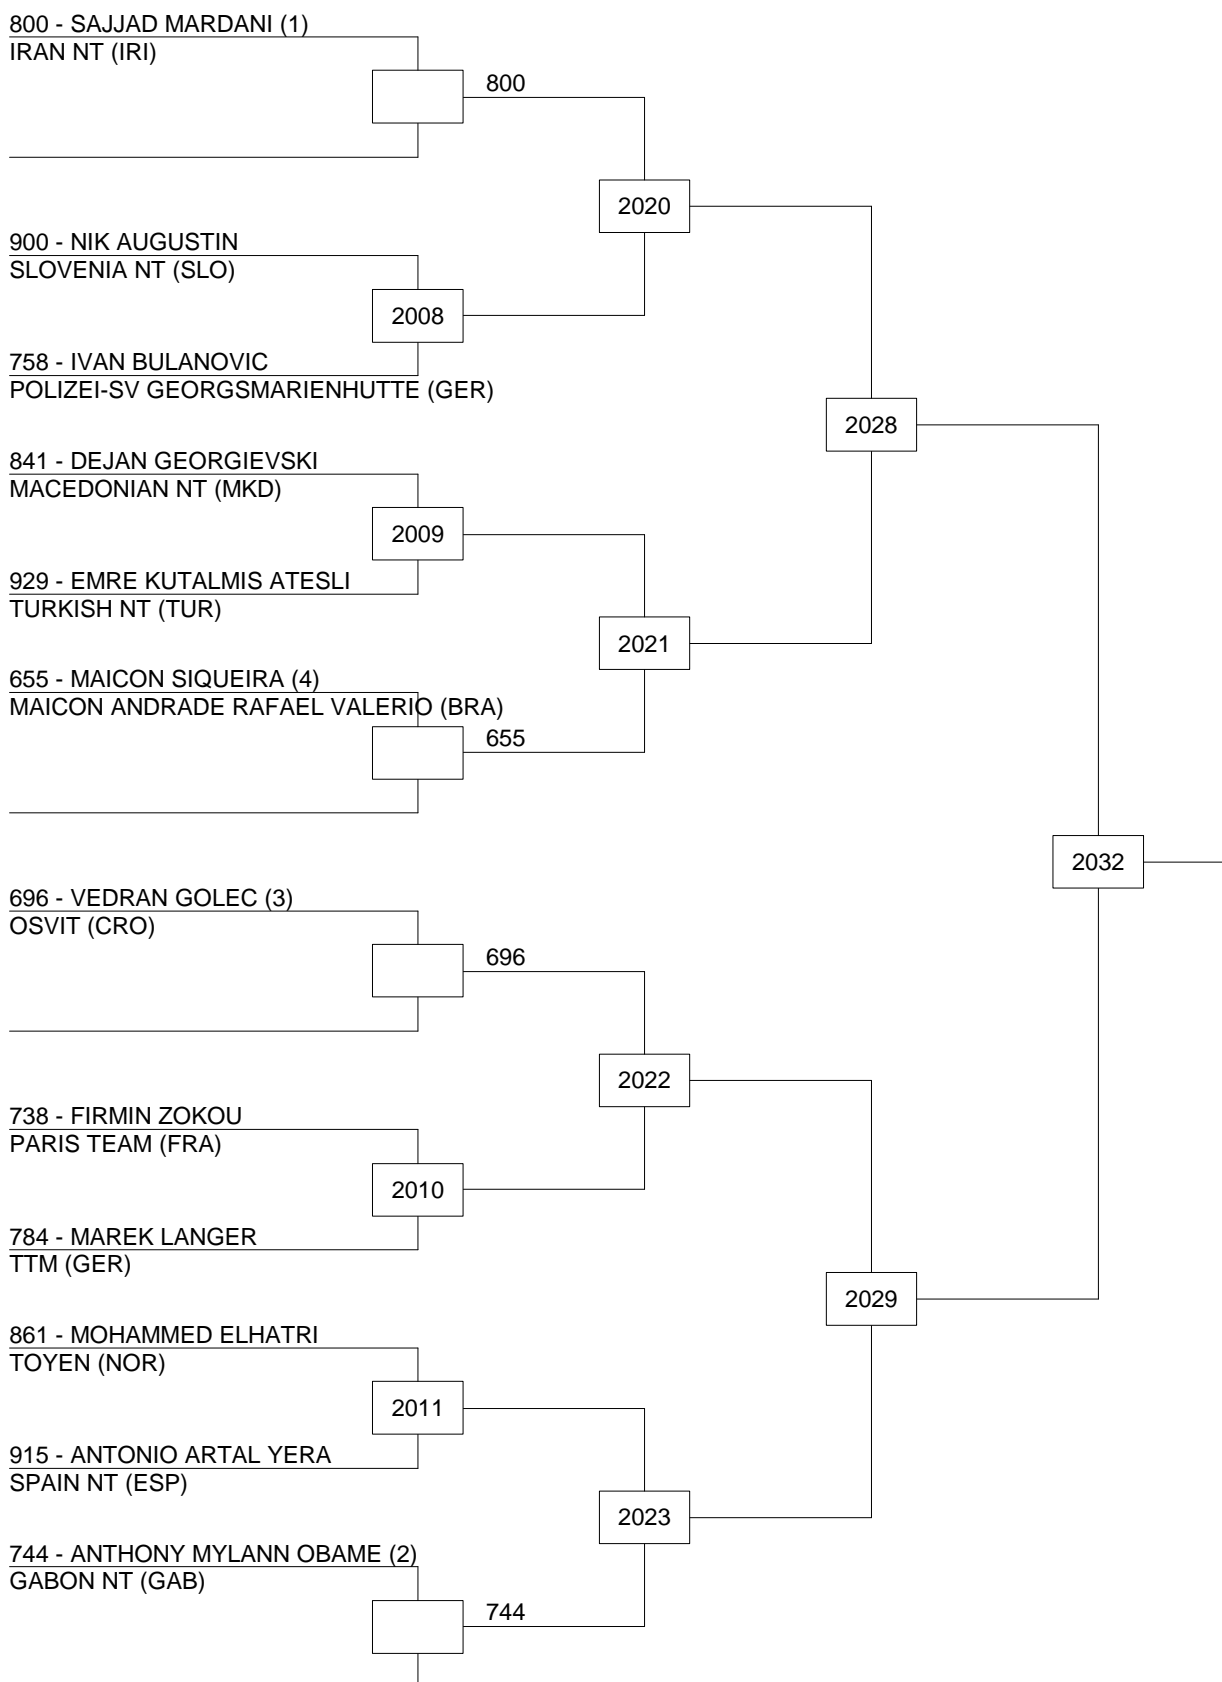 800 - SAJJAD MARDANI (1)
IRAN NT (IRI)
800
2020
900 - NIK AUGUSTIN
SLOVENIA NT (SLO)
2008
758 - IVAN BULANOVIC
POLIZEI-SV GEORGSMARIENHUTTE (GER)
2028
841 - DEJAN GEORGIEVSKI
MACEDONIAN NT (MKD)
2009
929 - EMRE KUTALMIS ATESLI
TURKISH NT (TUR)
2021
655 - MAICON SIQUEIRA (4)
MAICON ANDRADE RAFAEL VALERIO (BRA)
655
2032
696 - VEDRAN GOLEC (3)
OSVIT (CRO)
696
2022
738 - FIRMIN ZOKOU
PARIS TEAM (FRA)
2010
784 - MAREK LANGER
TTM (GER)
2029
861 - MOHAMMED ELHATRI
TOYEN (NOR)
2011
915 - ANTONIO ARTAL YERA
SPAIN NT (ESP)
2023
744 - ANTHONY MYLANN OBAME (2)
GABON NT (GAB)
744